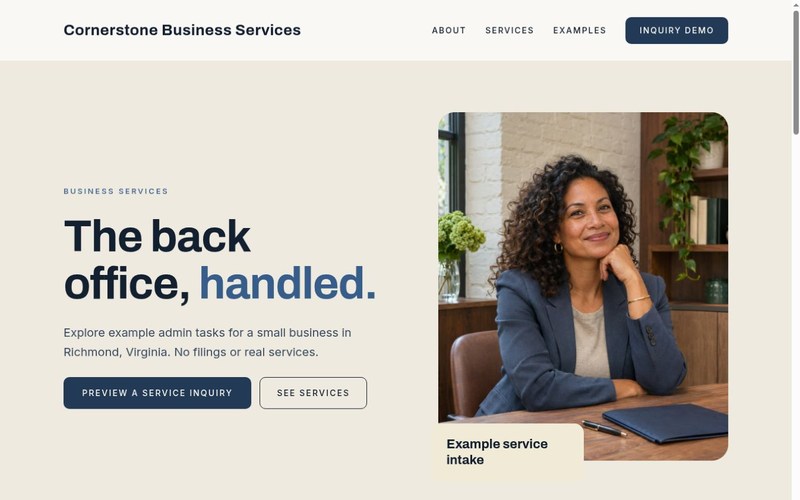 Cornerstone Business Services
ABOUT SERVICES EXAMPLES INQUIRY DEMO
BUSINESS SERVICES
The back
office, handled.
Explore example admin tasks for a small business in
Richmond, Virginia. No filings or real services.
PREVIEW A SERVICE INQUIRY SEE SERVICES
Example service
intake